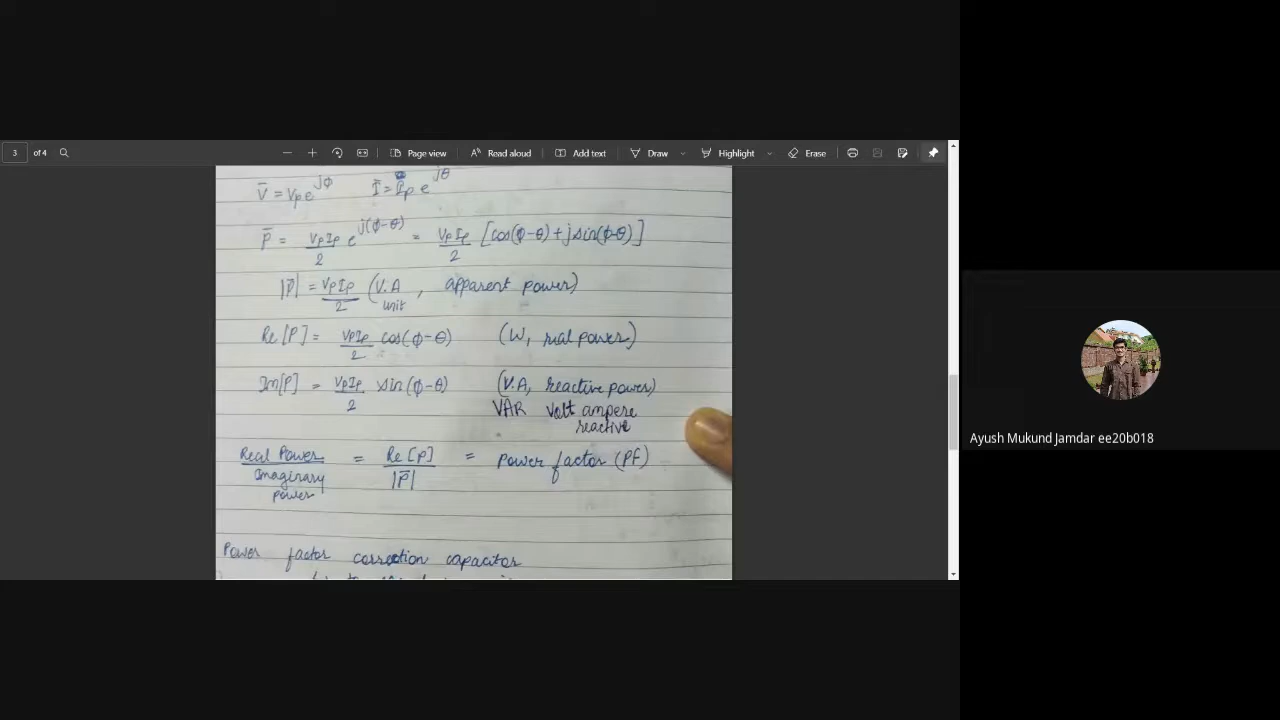 3 of 4 Page view Read aloud Add text Draw Highlight Erase
V̄ = Vp e^jϕ Ī = Ip e^jθ
P̄ = VpIp/2 e^j(ϕ-θ) = VpIp/2 [cos(ϕ-θ) + j sin(ϕ-θ)]
|P̄| = VpIp/2 (V.A unit, apparent power)
Re[P] = VpIp/2 cos(ϕ-θ) (W, real power)
Im[P] = VpIp/2 sin(ϕ-θ) (V.A, reactive power)
VAR Volt ampere
reactive
Real Power / Imaginary power = Re[P] / |P̄| = Power factor (PF)
Power factor correction capacitor
Ayush Mukund Jamdar ee20b018